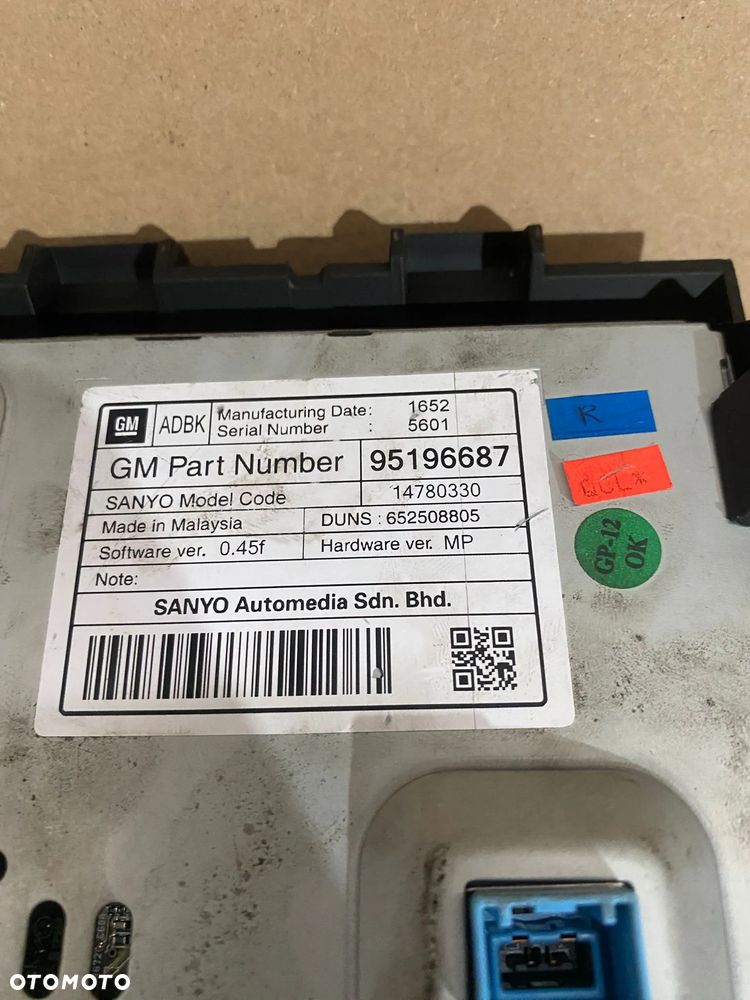 GM
ADBK
Manufacturing Date: 1652
Serial Number : 5601
GM Part Number 95196687
SANYO Model Code 14780330
Made in Malaysia DUNS : 652508805
Software ver. 0.45f Hardware ver. MP
Note:
SANYO Automedia Sdn. Bhd.
R
GP-12
OK
OTOMOTO